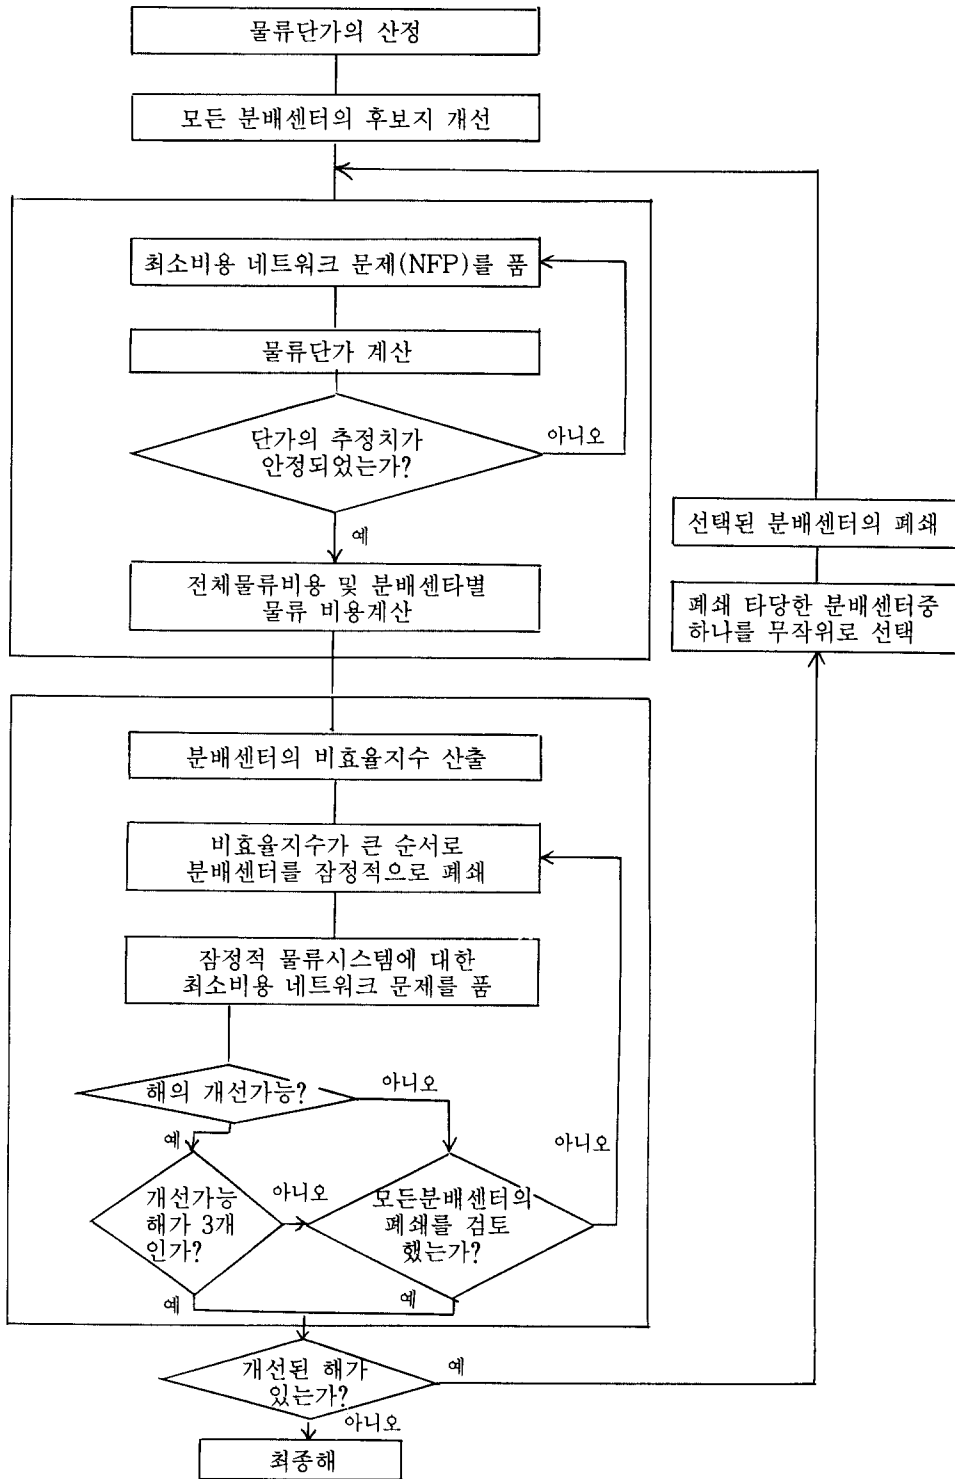 물류단가의 산정
모든 분배센터의 후보지 개선
최소비용 네트워크 문제(NFP)를 품
물류단가 계산
단가의 추정치가
안정되었는가?
아니오
예
전체물류비용 및 분배센타별
물류 비용계산
선택된 분배센터의 폐쇄
폐쇄 타당한 분배센터중
하나를 무작위로 선택
분배센터의 비효율지수 산출
비효율지수가 큰 순서로
분배센터를 잠정적으로 폐쇄
잠정적 물류시스템에 대한
최소비용 네트워크 문제를 품
해의 개선가능?
아니오
예
아니오
개선가능
해가 3개
인가?
아니오
모든분배센터의
폐쇄를 검토
했는가?
예
예
개선된 해가
있는가?
예
아니오
최종해